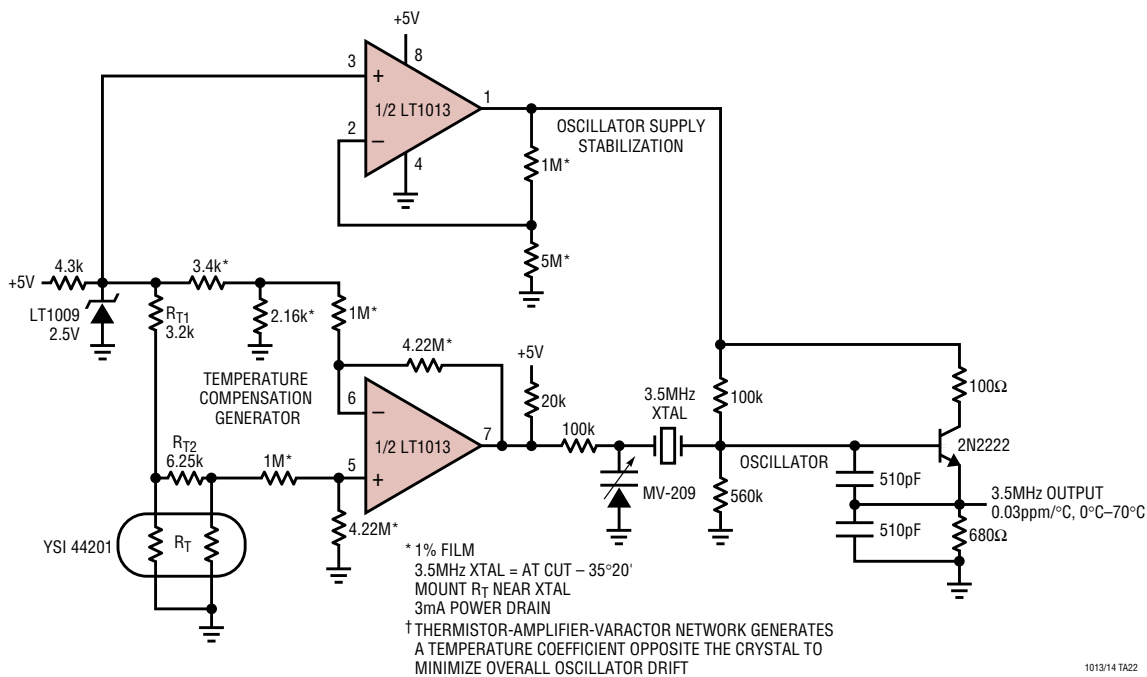 +5V
8
3
+
1/2 LT1013
1
2
–
4
OSCILLATOR SUPPLY
STABILIZATION
1M*
5M*
+5V
4.3k
3.4k*
LT1009
2.5V
RT1
3.2k
2.16k*
1M*
4.22M*
TEMPERATURE
COMPENSATION
GENERATOR
6
–
1/2 LT1013
7
5
+
RT2
6.25k
1M*
4.22M*
YSI 44201
RT
+5V
20k
100k
MV-209
3.5MHz
XTAL
100k
OSCILLATOR
560k
510pF
510pF
100Ω
2N2222
3.5MHz OUTPUT
0.03ppm/°C, 0°C–70°C
680Ω
* 1% FILM
3.5MHz XTAL = AT CUT – 35°20'
MOUNT RT NEAR XTAL
3mA POWER DRAIN
† THERMISTOR-AMPLIFIER-VARACTOR NETWORK GENERATES
A TEMPERATURE COEFFICIENT OPPOSITE THE CRYSTAL TO
MINIMIZE OVERALL OSCILLATOR DRIFT
1013/14 TA22